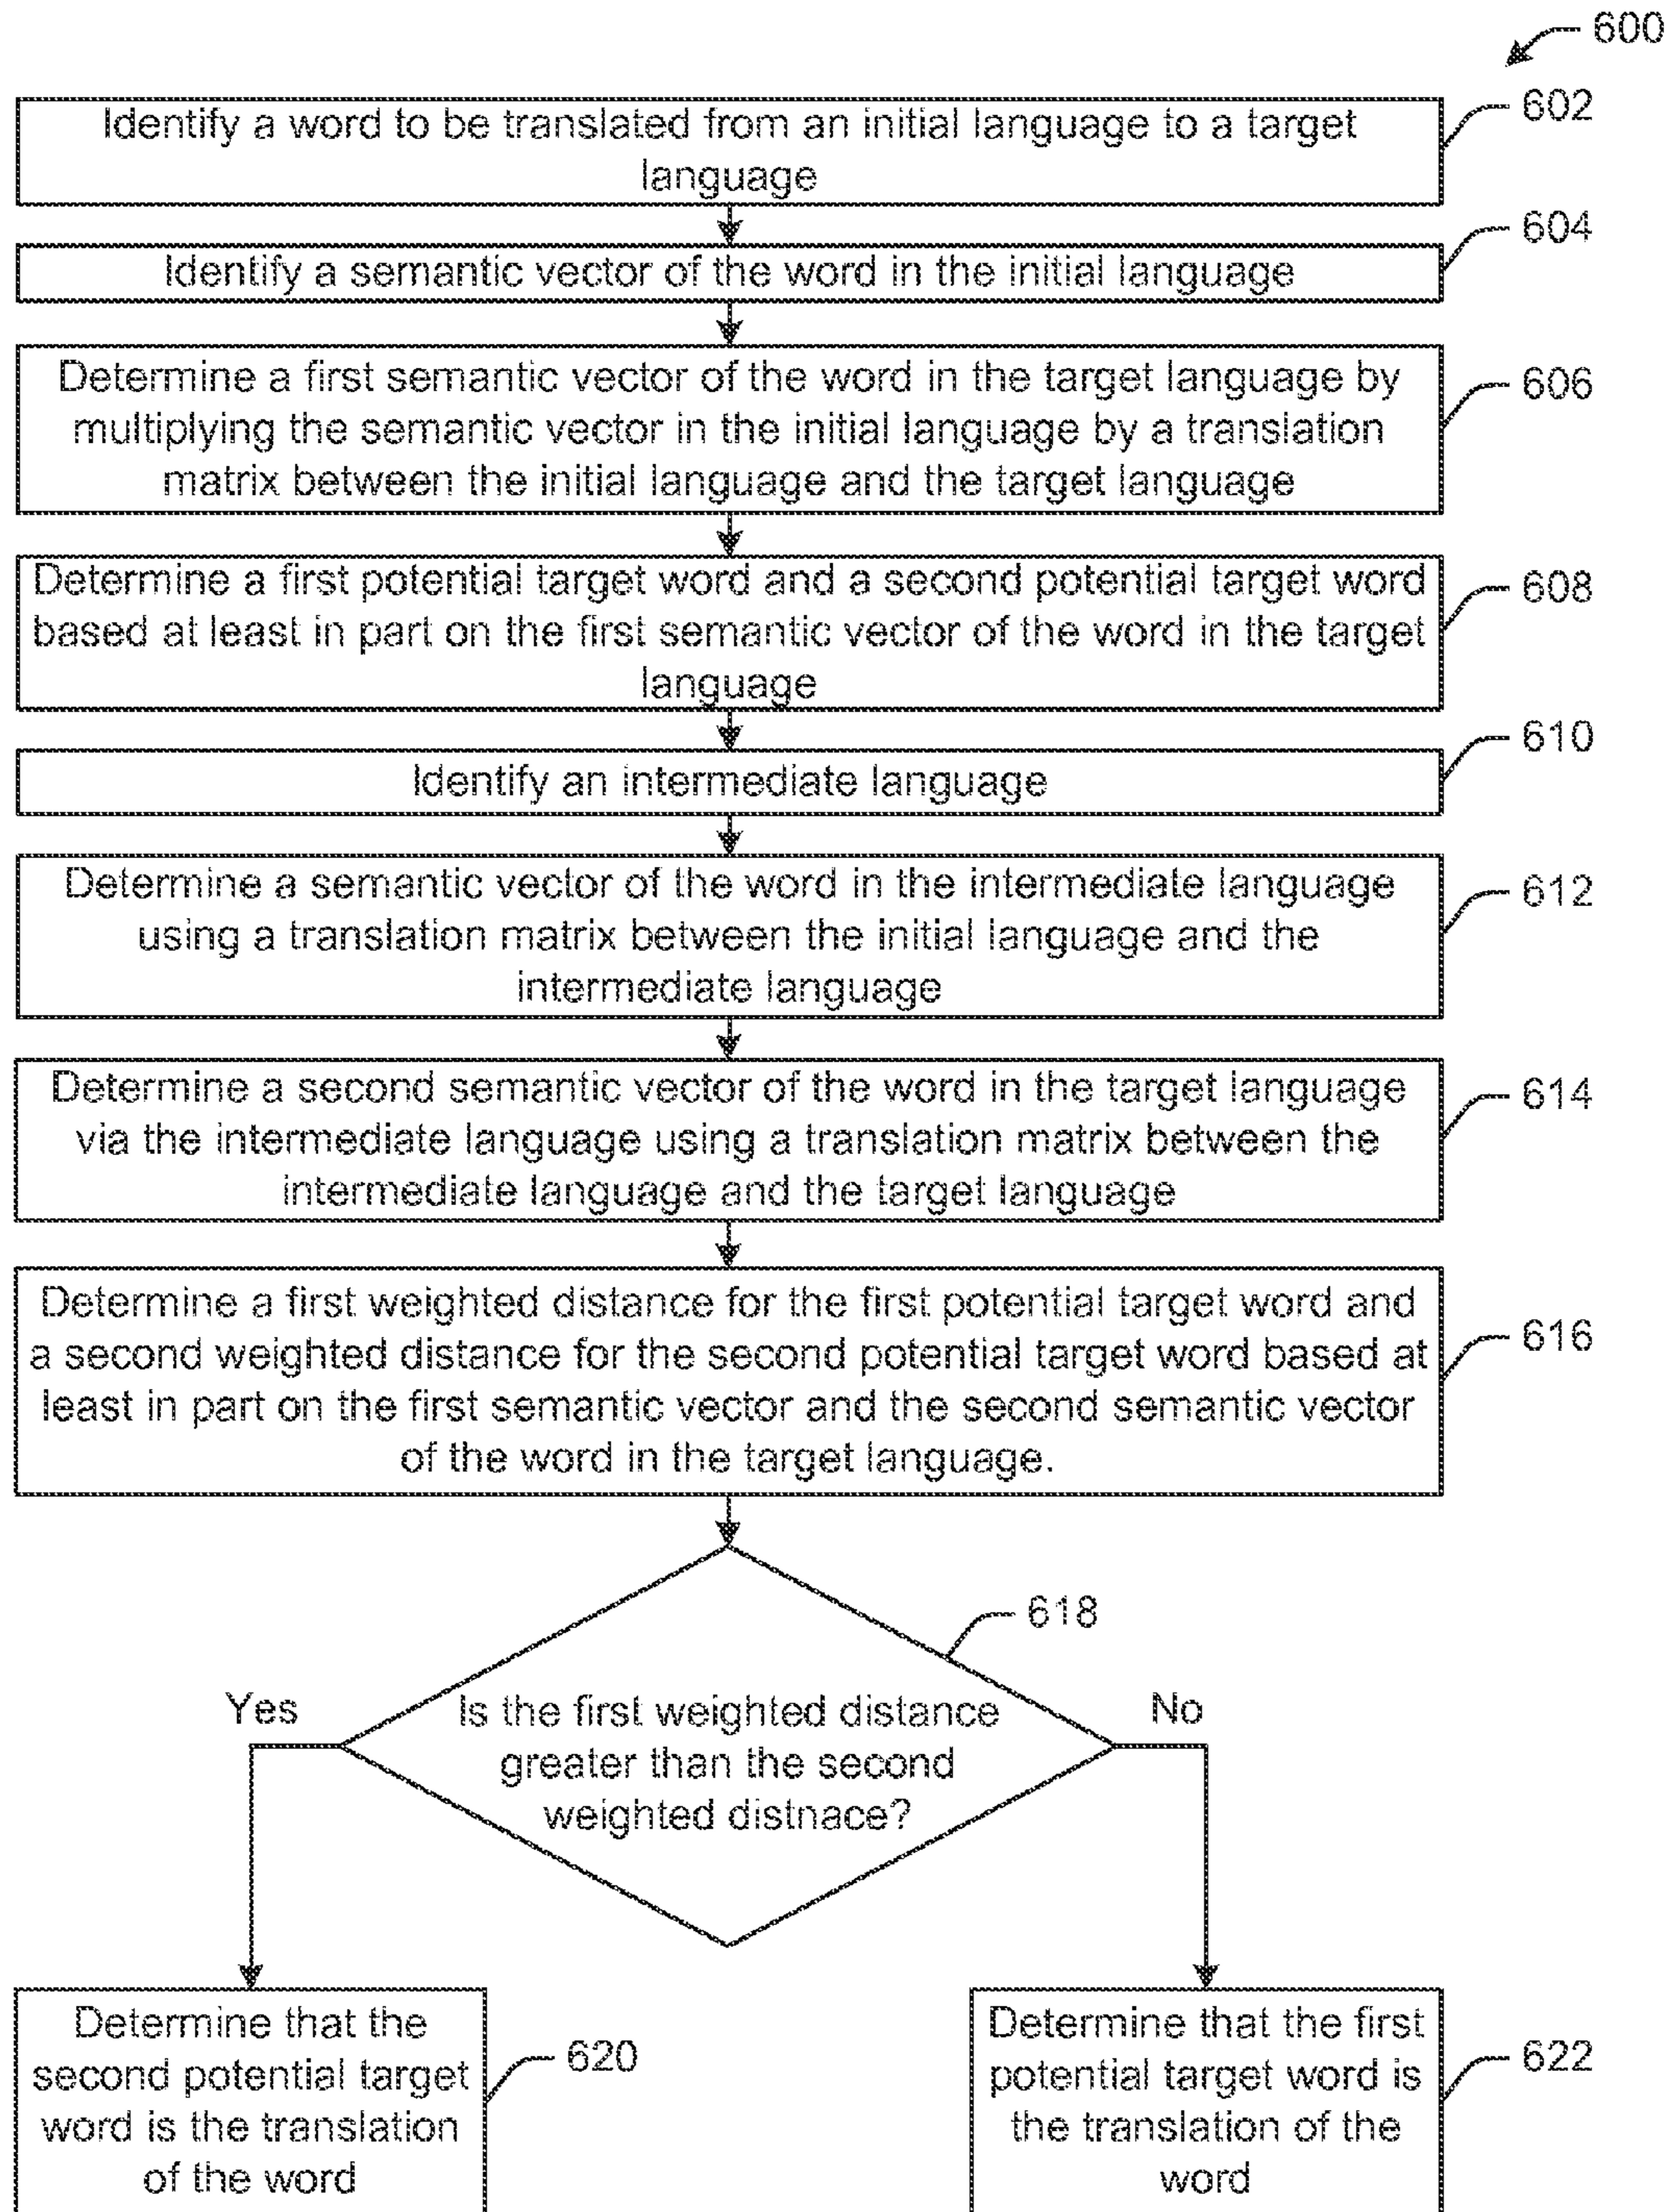 600
Identify a word to be translated from an initial language to a target
language
602
Identify a semantic vector of the word in the initial language
604
Determine a first semantic vector of the word in the target language by
multiplying the semantic vector in the initial language by a translation
matrix between the initial language and the target language
606
Determine a first potential target word and a second potential target word
based at least in part on the first semantic vector of the word in the target
language
608
Identify an intermediate language
610
Determine a semantic vector of the word in the intermediate language
using a translation matrix between the initial language and the
intermediate language
612
Determine a second semantic vector of the word in the target language
via the intermediate language using a translation matrix between the
intermediate language and the target language
614
Determine a first weighted distance for the first potential target word and
a second weighted distance for the second potential target word based at
least in part on the first semantic vector and the second semantic vector
of the word in the target language.
616
618
Yes
Is the first weighted distance
greater than the second
weighted distnace?
No
Determine that the
second potential target
word is the translation
of the word
620
Determine that the first
potential target word is
the translation of the
word
622